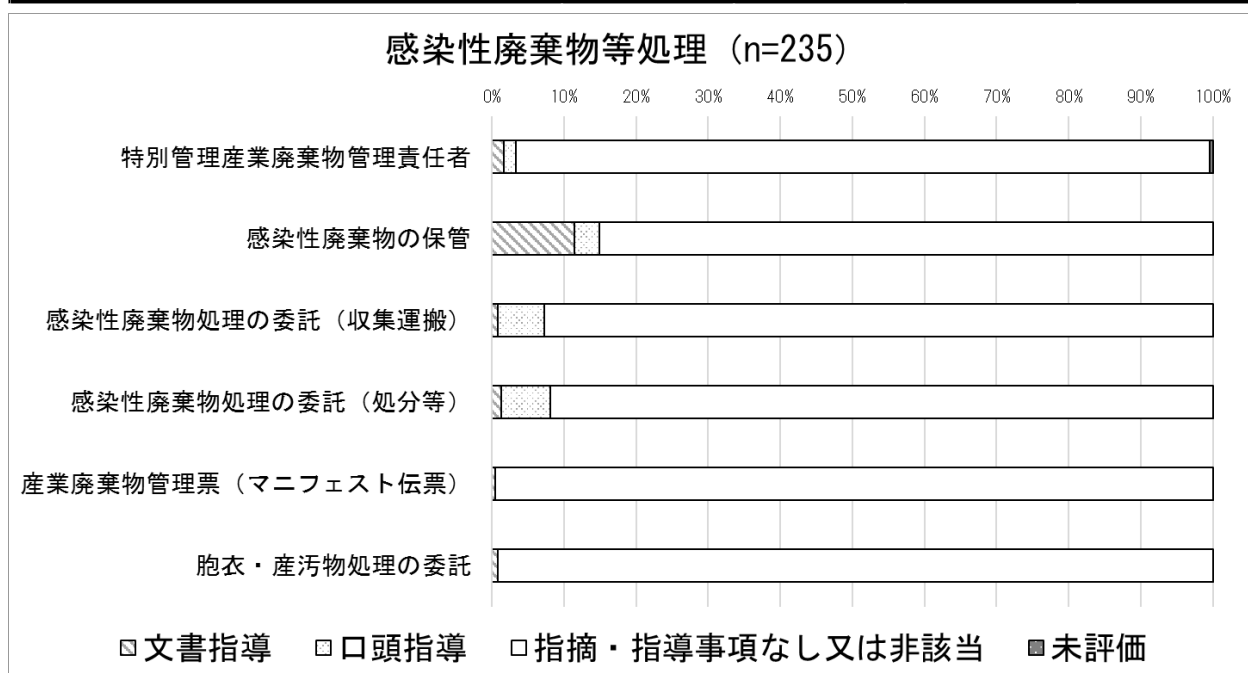 感染性廃棄物等処理（n=235）
0% 10% 20% 30% 40% 50% 60% 70% 80% 90% 100%
特別管理産業廃棄物管理責任者
感染性廃棄物の保管
感染性廃棄物処理の委託（収集運搬）
感染性廃棄物処理の委託（処分等）
産業廃棄物管理票（マニフェスト伝票）
胞衣・産汚物処理の委託
文書指導 口頭指導 指摘・指導事項なし又は非該当 未評価